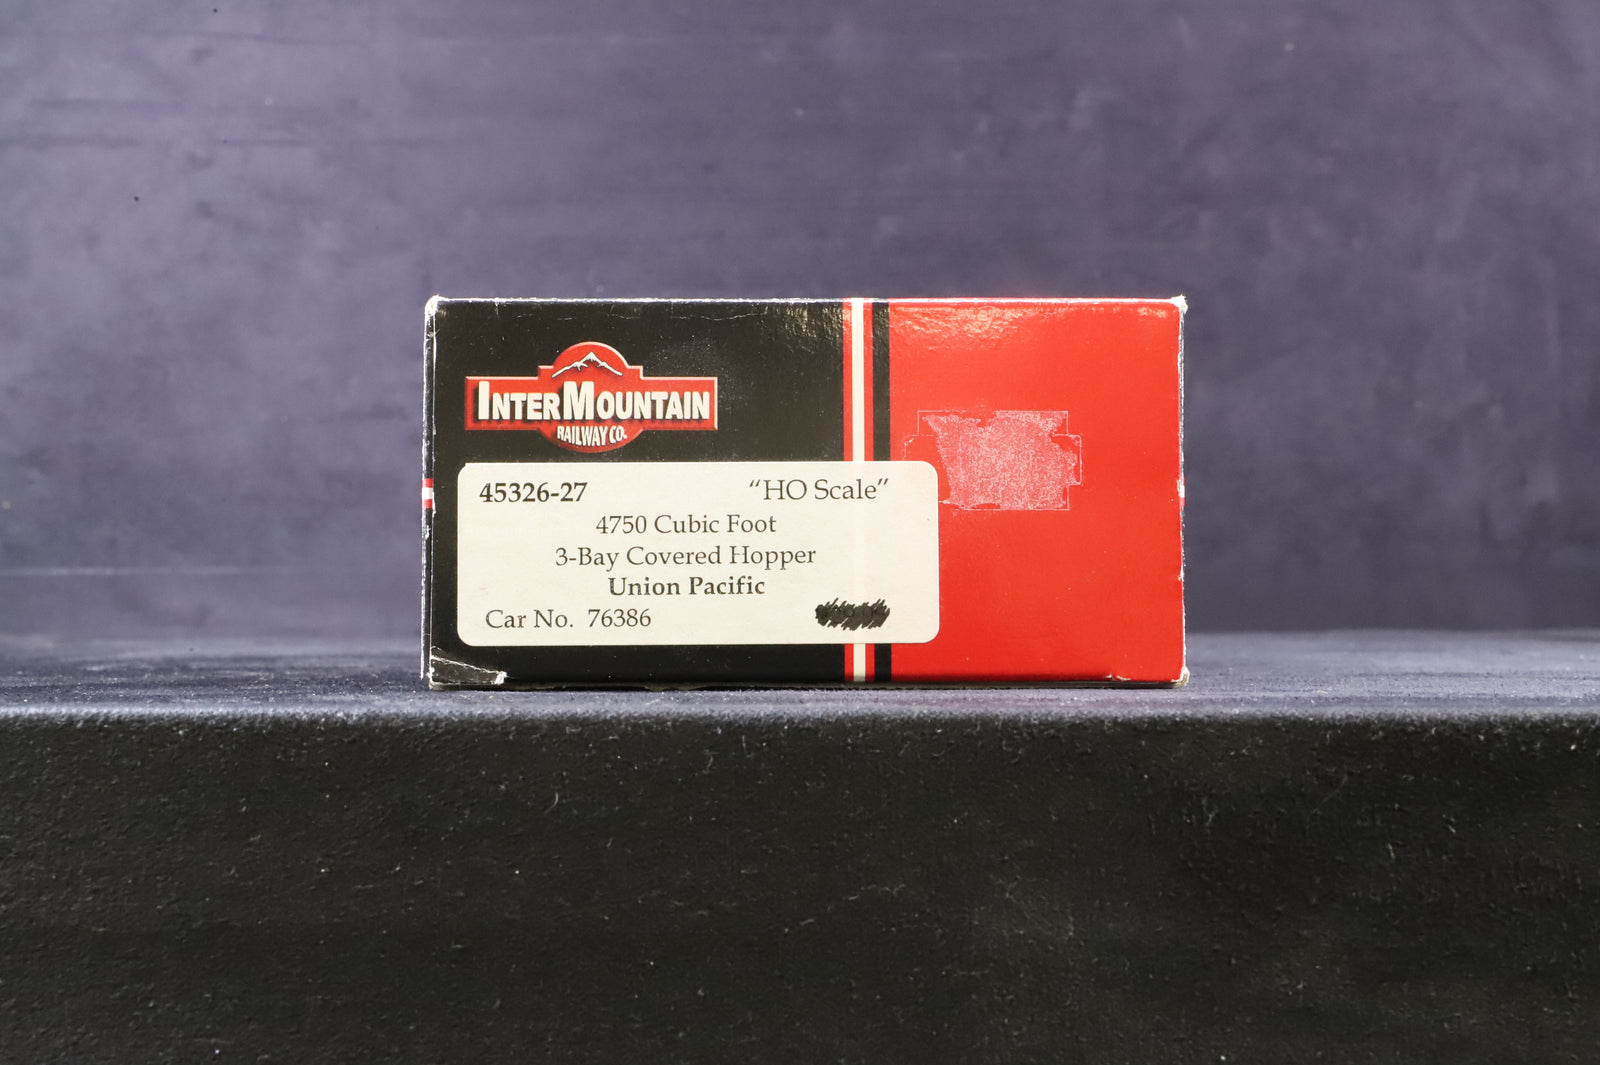 INTERMOUNTAIN
RAILWAY CO.
45326-27 “HO Scale”
4750 Cubic Foot
3-Bay Covered Hopper
Union Pacific
Car No. 76386